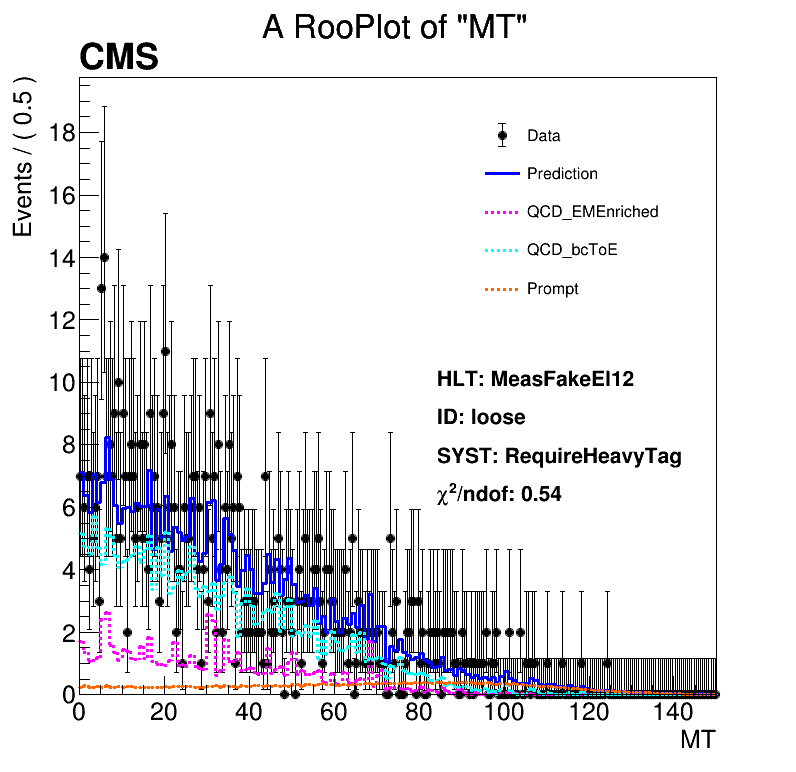 A RooPlot of "MT"
CMS
Events / ( 0.5 )
18
16
14
12
10
8
6
4
2
0
Data
Prediction
QCD_EMEnriched
QCD_bcToE
Prompt
HLT: MeasFakeEl12
ID: loose
SYST: RequireHeavyTag
χ²/ndof: 0.54
0 20 40 60 80 100 120 140
MT